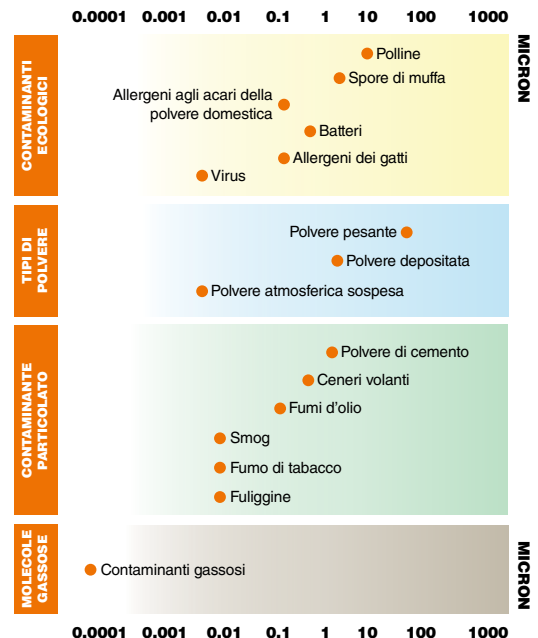 0.0001 0.001 0.01 0.1 1 10 100 1000
MICRON
CONTAMINANTI
ECOLOGICI
Polline
Spore di muffa
Allergeni agli acari della
polvere domestica
Batteri
Allergeni dei gatti
Virus
TIPI DI
POLVERE
Polvere pesante
Polvere depositata
Polvere atmosferica sospesa
CONTAMINANTE
PARTICOLATO
Polvere di cemento
Ceneri volanti
Fumi d'olio
Smog
Fumo di tabacco
Fuliggine
MOLECOLE
GASSOSE
Contaminanti gassosi
MICRON
0.0001 0.001 0.01 0.1 1 10 100 1000